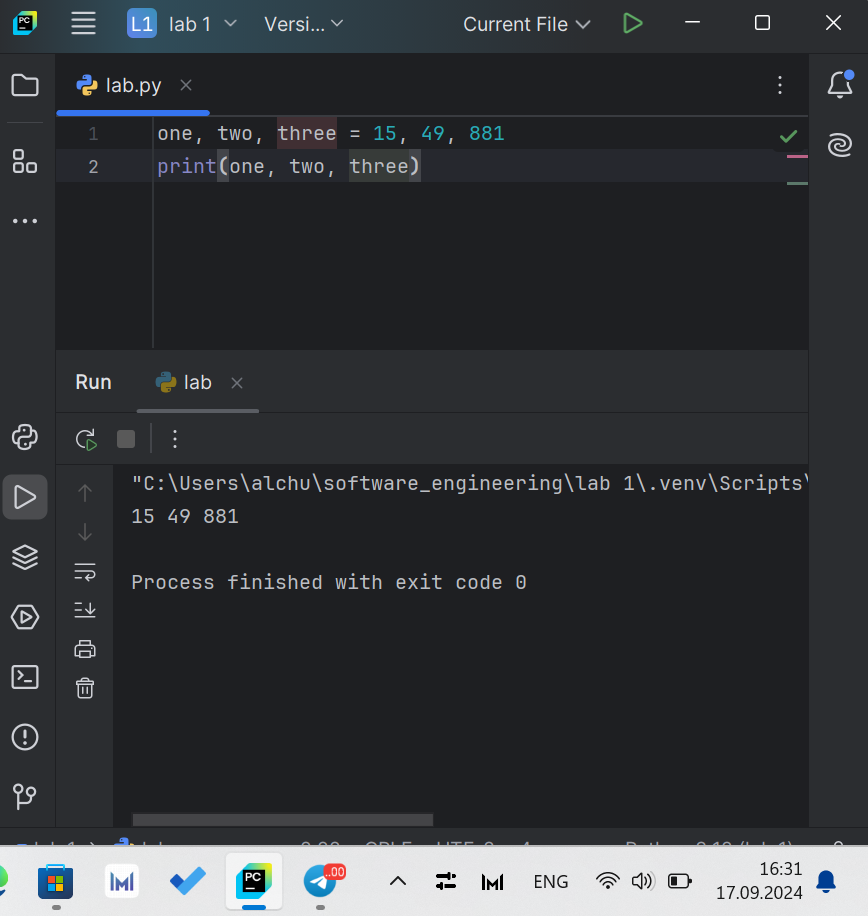 PC L1 lab 1 Versi... Current File
lab.py
1 one, two, three = 15, 49, 881
2 print(one, two, three)
Run lab
"C:\Users\alchu\software_engineering\lab 1\.venv\Scripts\
15 49 881
Process finished with exit code 0
PC ..00 ENG 16:31
17.09.2024